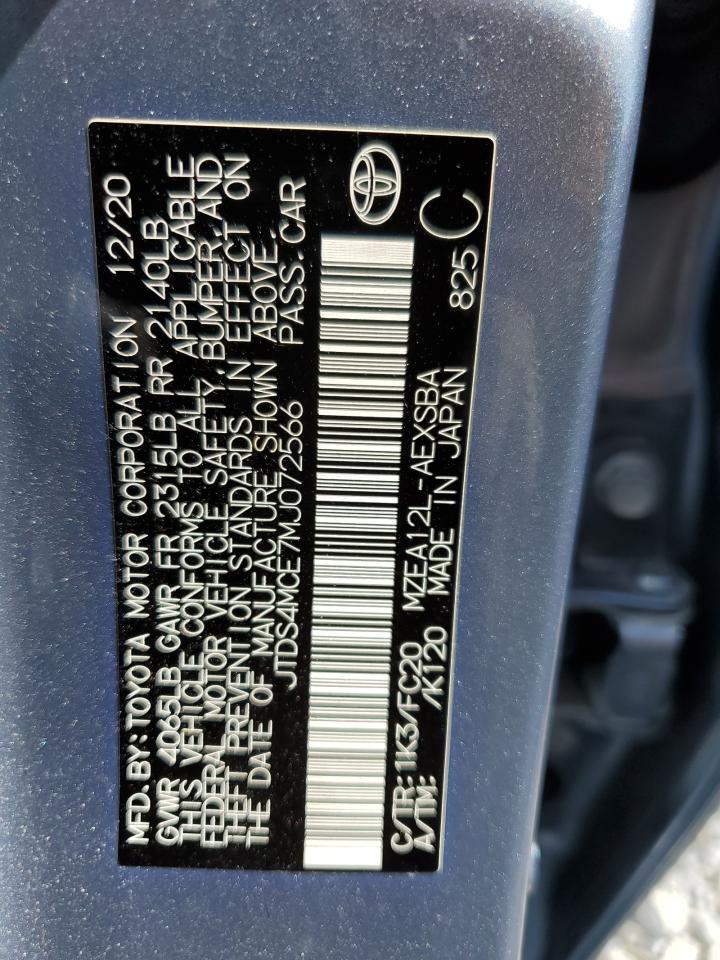 MFD. BY: TOYOTA MOTOR CORPORATION 12/20
GVWR 4065LB GAWR FR 2315LB RR 2140LB
THIS VEHICLE CONFORMS TO ALL APPLICABLE
FEDERAL MOTOR VEHICLE SAFETY, BUMPER, AND
THEFT PREVENTION STANDARDS IN EFFECT ON
THE DATE OF MANUFACTURE SHOWN ABOVE.
JTDS4MCE7MJ072566 PASS. CAR
C/TR: 1K3/FC20 MZEA12L-AEXSBA
A/TM: /K120 MADE IN JAPAN 825 C